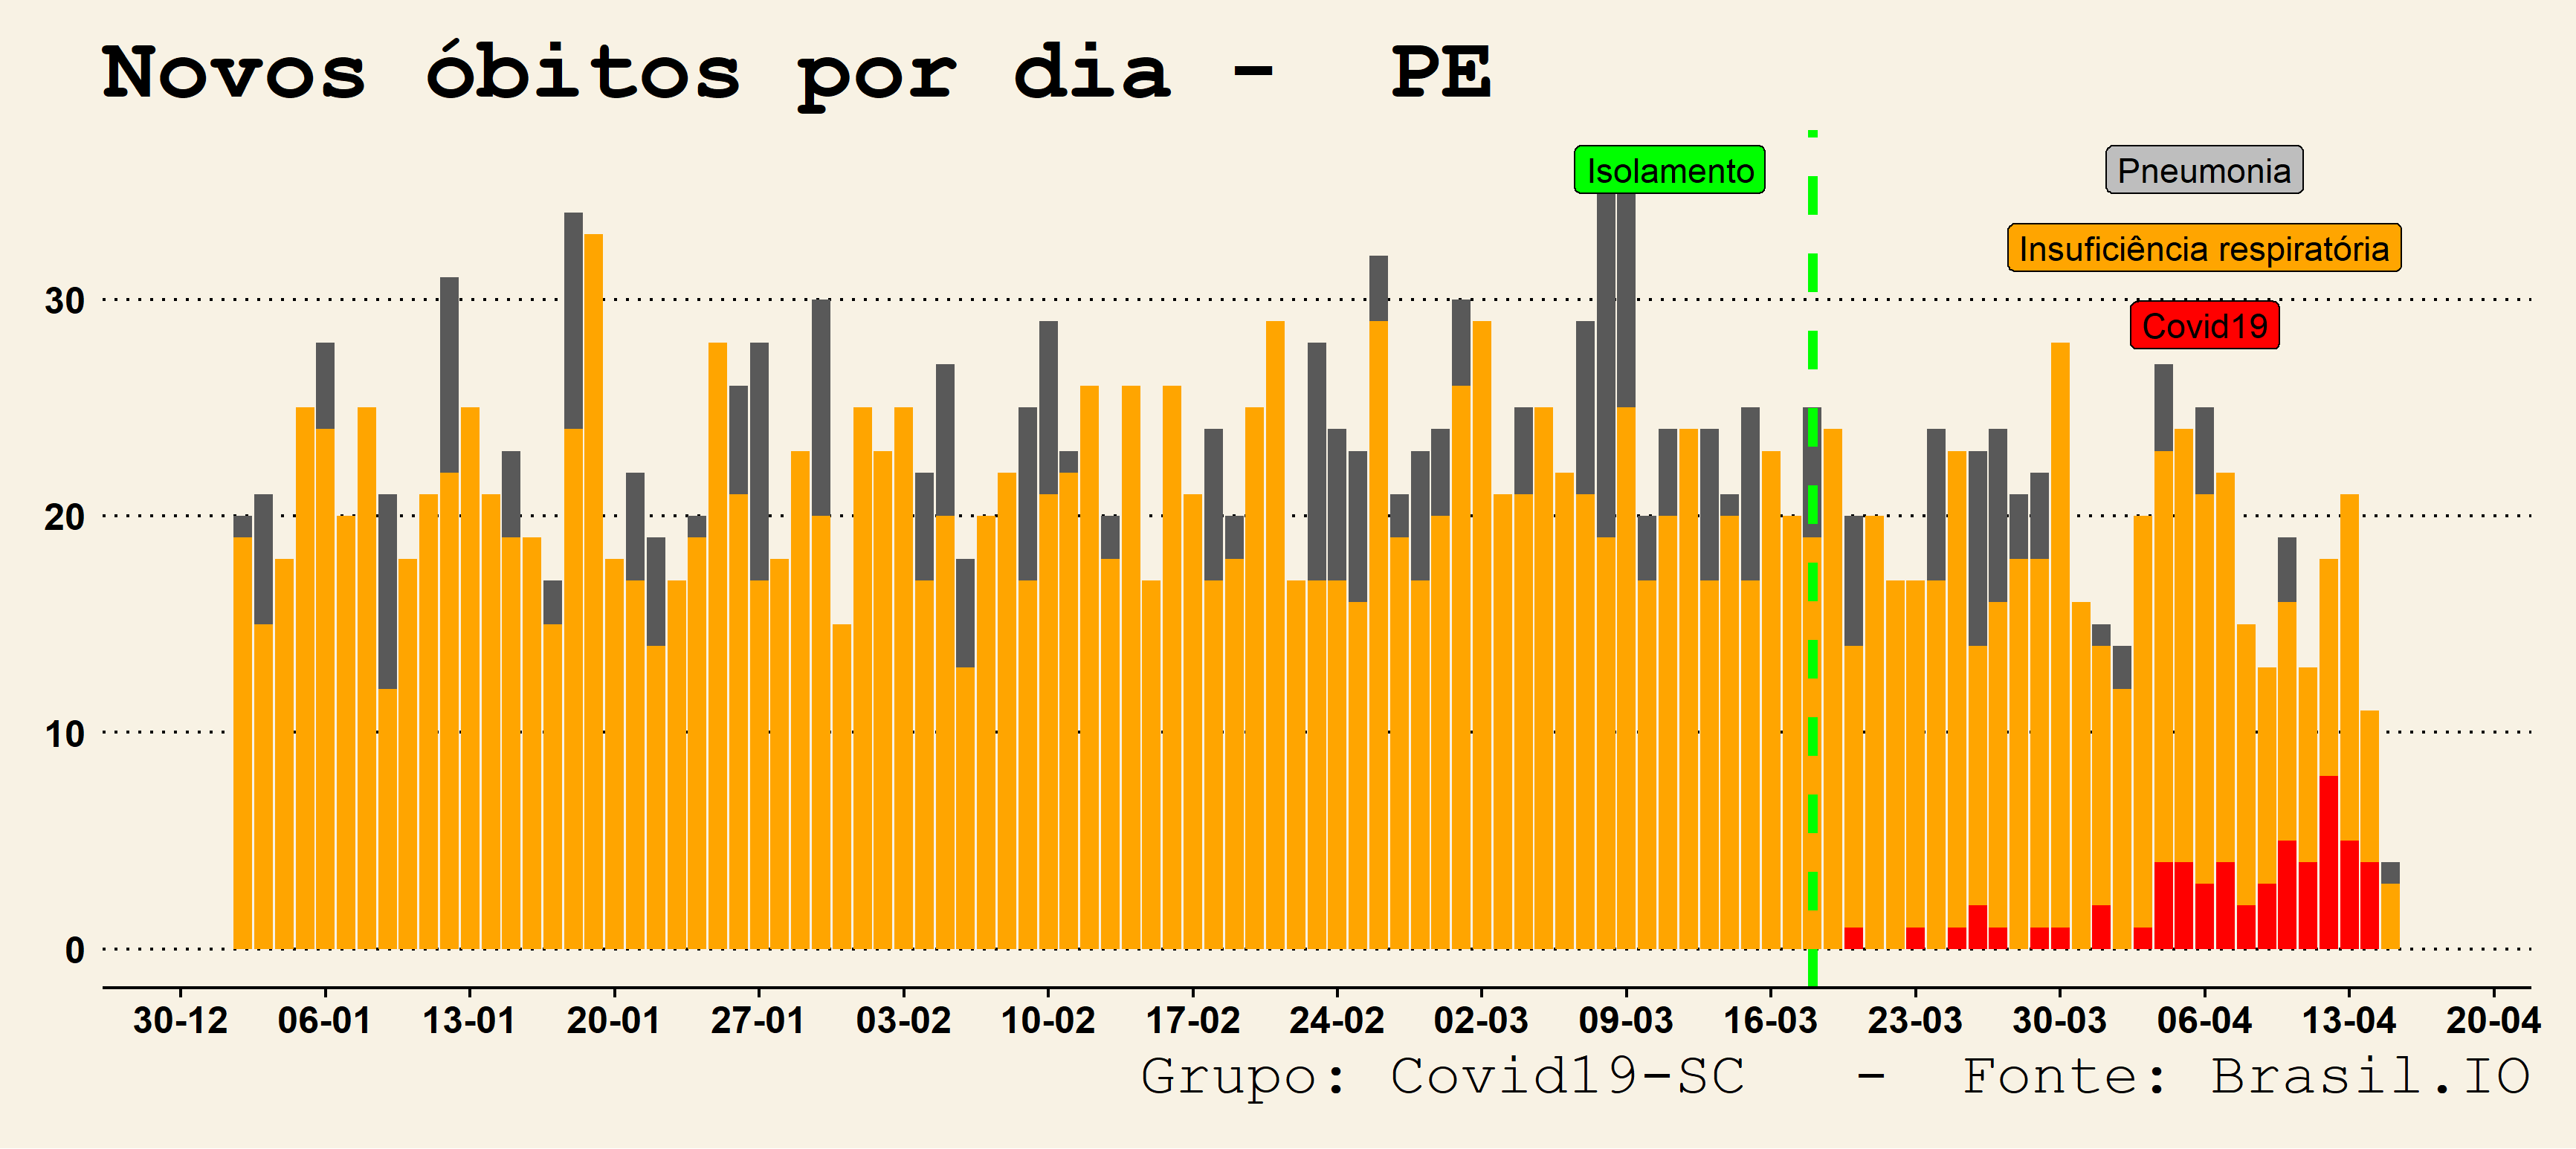 Novos óbitos por dia -  PE
Isolamento
Pneumonia
Insuficiência respiratória
Covid19
30
20
10
0
30-12 06-01 13-01 20-01 27-01 03-02 10-02 17-02 24-02 02-03 09-03 16-03 23-03 30-03 06-04 13-04 20-04
Grupo: Covid19-SC  -  Fonte: Brasil.IO